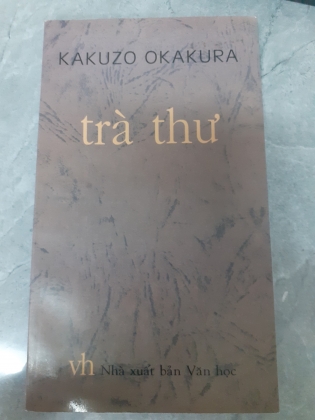 KAKUZO OKAKURA
trà thư
vh Nhà xuất bản Văn học